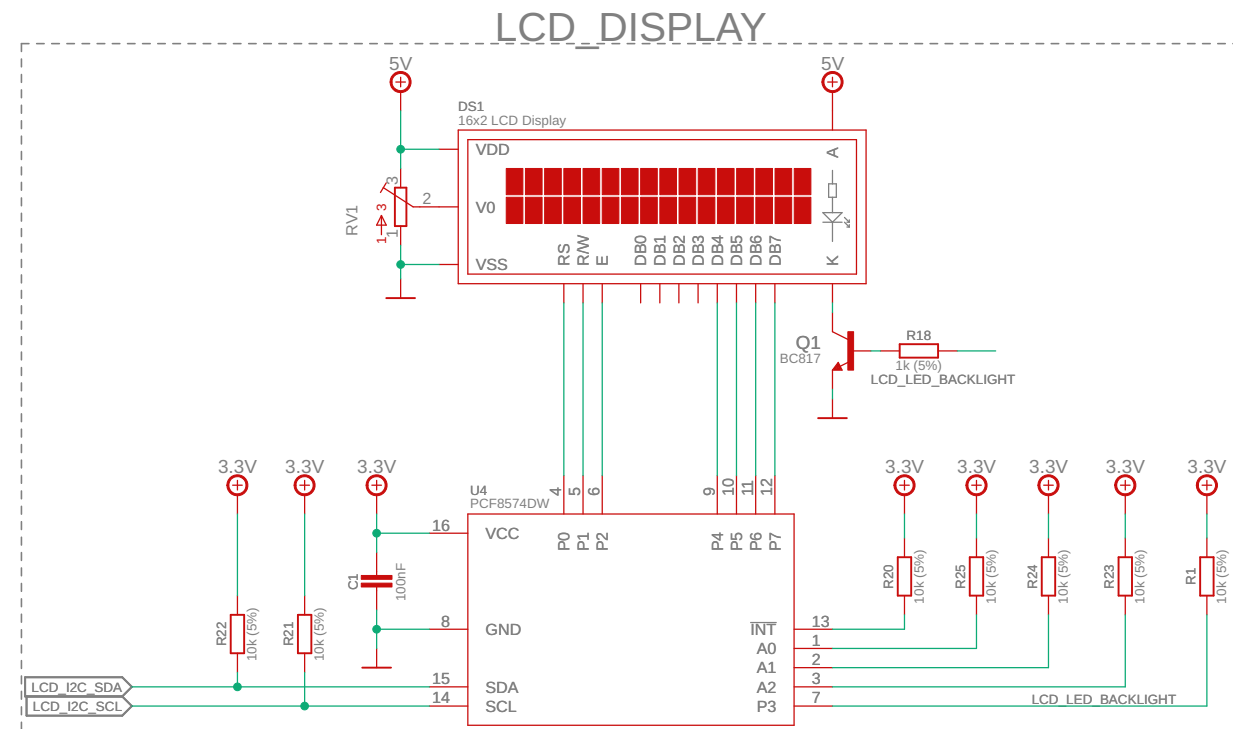 LCD_DISPLAY
5V
5V
DS1
16x2 LCD Display
VDD
A
3
RV1
1 3
2
V0
1
VSS
RS
R/W
E
DB0
DB1
DB2
DB3
DB4
DB5
DB6
DB7
K
Q1
BC817
R18
1k (5%)
LCD_LED_BACKLIGHT
3.3V
3.3V
3.3V
3.3V
3.3V
3.3V
3.3V
3.3V
U4
PCF8574DW
4
5
6
9
10
11
12
16
VCC
P0
P1
P2
P4
P5
P6
P7
C1
100nF
R20
10k (5%)
R25
10k (5%)
R24
10k (5%)
R23
10k (5%)
R1
10k (5%)
R22
10k (5%)
R21
10k (5%)
8
GND
INT
13
A0
1
A1
2
LCD_I2C_SDA
15
SDA
A2
3
LCD_I2C_SCL
14
SCL
P3
7
LCD_LED_BACKLIGHT